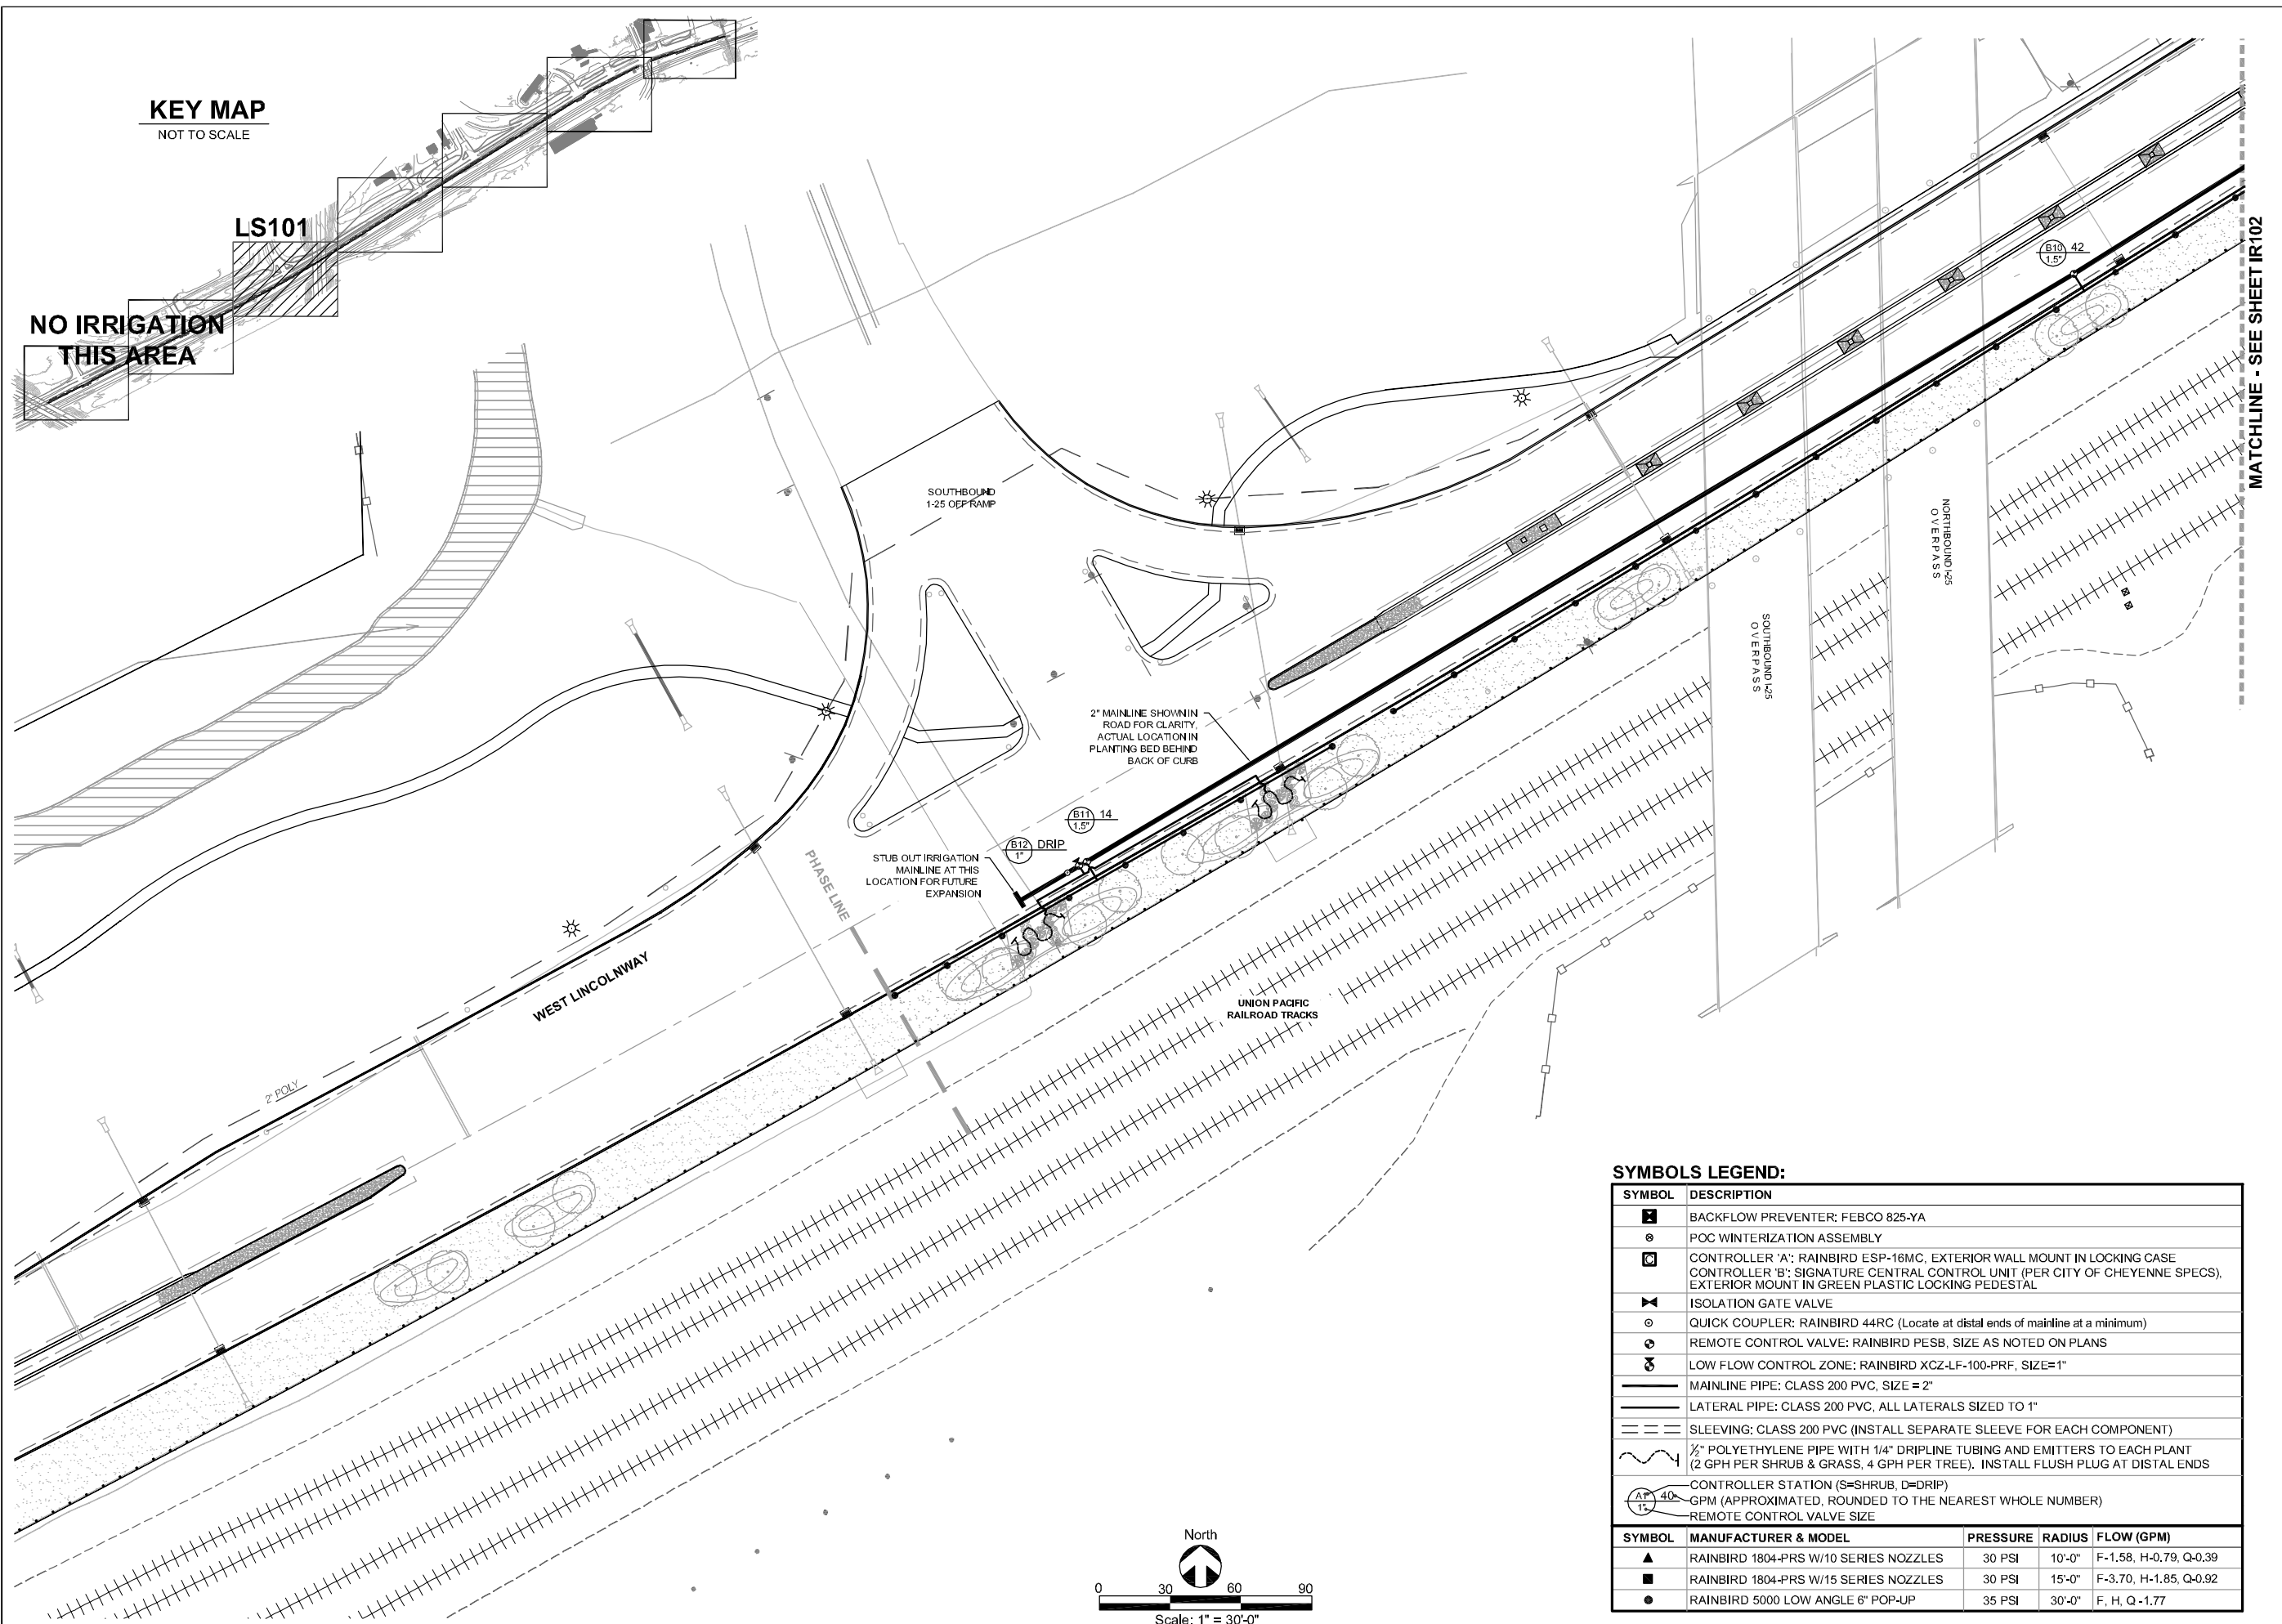 KEY MAP
NOT TO SCALE
LS101
NO IRRIGATION
THIS AREA
MATCHLINE - SEE SHEET IR102
B10 42
1.5"
SOUTHBOUND
1-25 OFF RAMP
NORTHBOUND I-25
OVERPASS
SOUTHBOUND I-25
OVERPASS
2" MAINLINE SHOWN IN
ROAD FOR CLARITY,
ACTUAL LOCATION IN
PLANTING BED BEHIND
BACK OF CURB
B11 14
1.5"
B12 DRIP
1"
STUB OUT IRRIGATION
MAINLINE AT THIS
LOCATION FOR FUTURE
EXPANSION
PHASE LINE
WEST LINCOLNWAY
UNION PACIFIC
RAILROAD TRACKS
2" POLY
SYMBOLS LEGEND:
SYMBOL DESCRIPTION
BACKFLOW PREVENTER: FEBCO 825-YA
POC WINTERIZATION ASSEMBLY
C CONTROLLER 'A': RAINBIRD ESP-16MC, EXTERIOR WALL MOUNT IN LOCKING CASE
CONTROLLER 'B': SIGNATURE CENTRAL CONTROL UNIT (PER CITY OF CHEYENNE SPECS),
EXTERIOR MOUNT IN GREEN PLASTIC LOCKING PEDESTAL
ISOLATION GATE VALVE
QUICK COUPLER: RAINBIRD 44RC (Locate at distal ends of mainline at a minimum)
REMOTE CONTROL VALVE: RAINBIRD PESB, SIZE AS NOTED ON PLANS
LOW FLOW CONTROL ZONE: RAINBIRD XCZ-LF-100-PRF, SIZE=1"
MAINLINE PIPE: CLASS 200 PVC, SIZE = 2"
LATERAL PIPE: CLASS 200 PVC, ALL LATERALS SIZED TO 1"
SLEEVING: CLASS 200 PVC (INSTALL SEPARATE SLEEVE FOR EACH COMPONENT)
½" POLYETHYLENE PIPE WITH 1/4" DRIPLINE TUBING AND EMITTERS TO EACH PLANT
(2 GPH PER SHRUB & GRASS, 4 GPH PER TREE). INSTALL FLUSH PLUG AT DISTAL ENDS
CONTROLLER STATION (S=SHRUB, D=DRIP)
A1 40 GPM (APPROXIMATED, ROUNDED TO THE NEAREST WHOLE NUMBER)
1" REMOTE CONTROL VALVE SIZE
SYMBOL MANUFACTURER & MODEL PRESSURE RADIUS FLOW (GPM)
RAINBIRD 1804-PRS W/10 SERIES NOZZLES 30 PSI 10'-0" F-1.58, H-0.79, Q-0.39
RAINBIRD 1804-PRS W/15 SERIES NOZZLES 30 PSI 15'-0" F-3.70, H-1.85, Q-0.92
RAINBIRD 5000 LOW ANGLE 6" POP-UP 35 PSI 30'-0" F, H, Q -1.77
North
0 30 60 90
Scale: 1" = 30'-0"